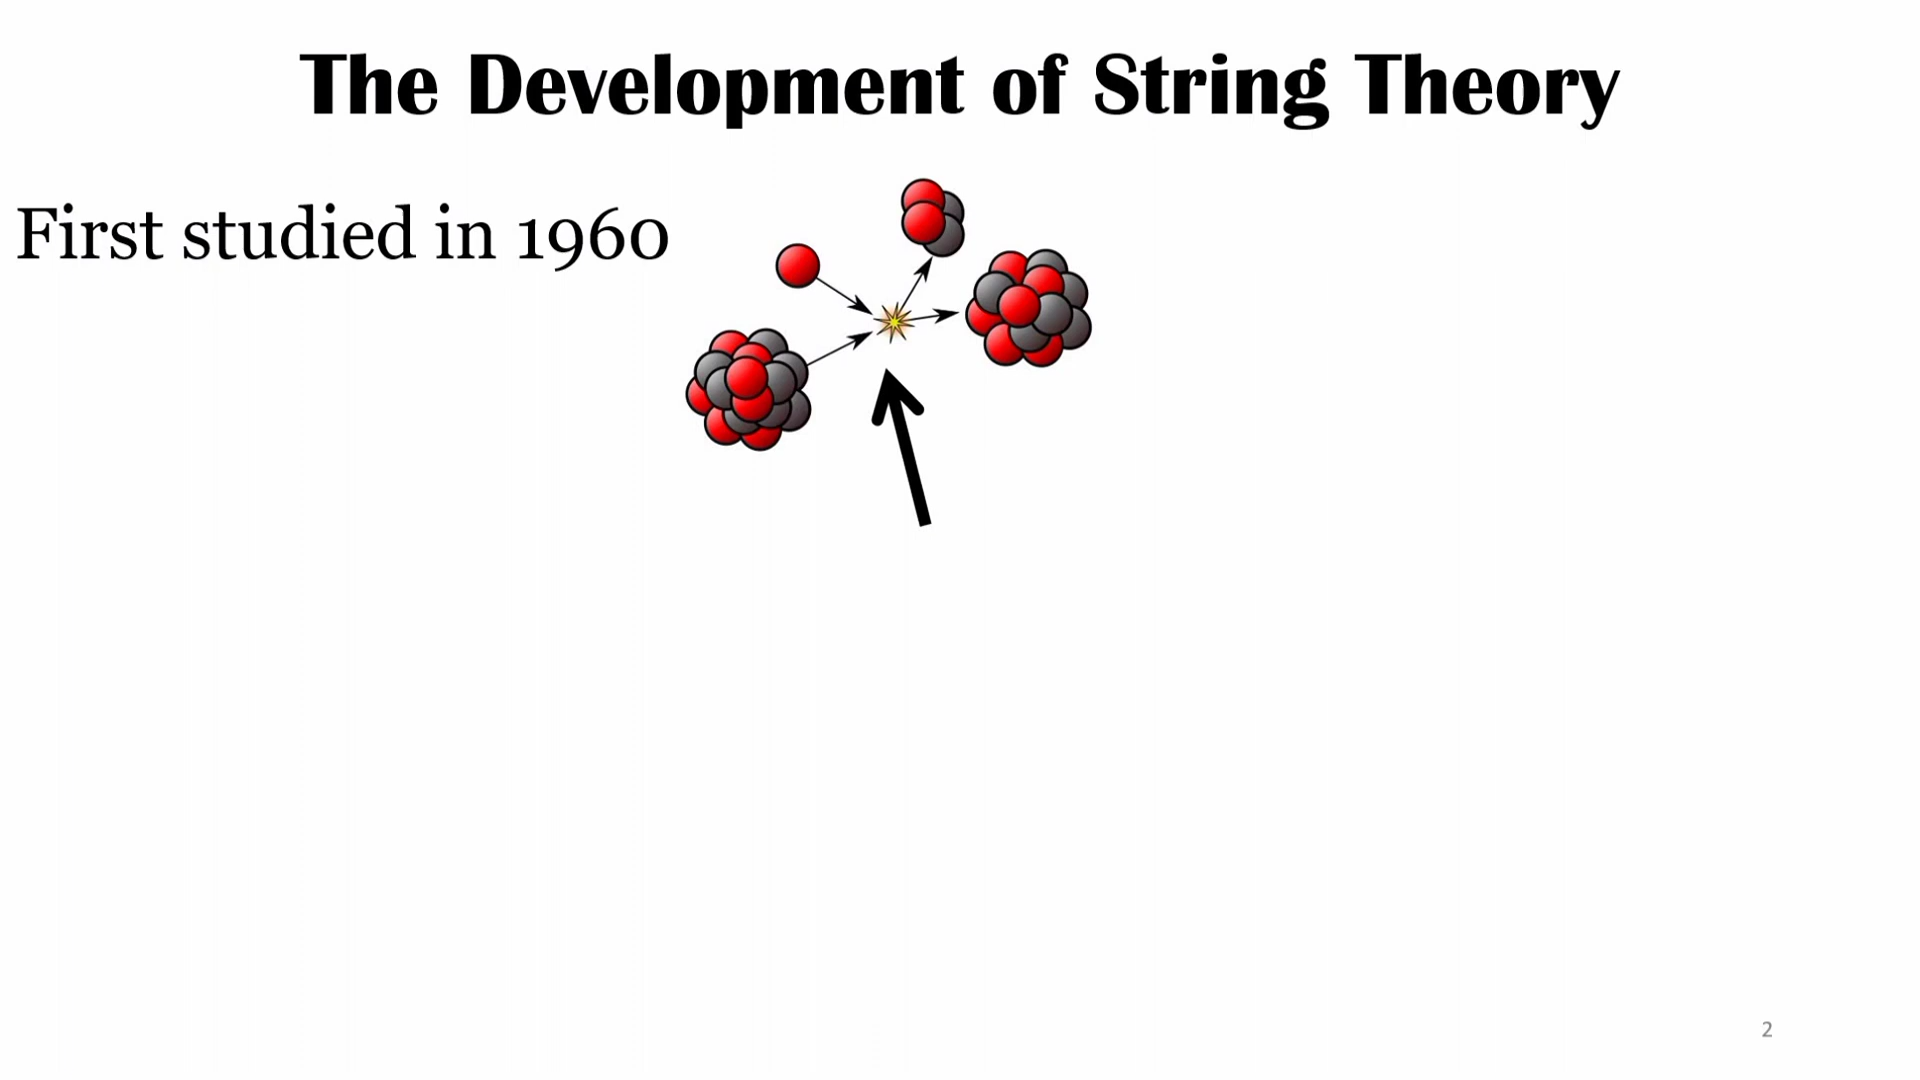 The Development of String Theory
First studied in 1960
2